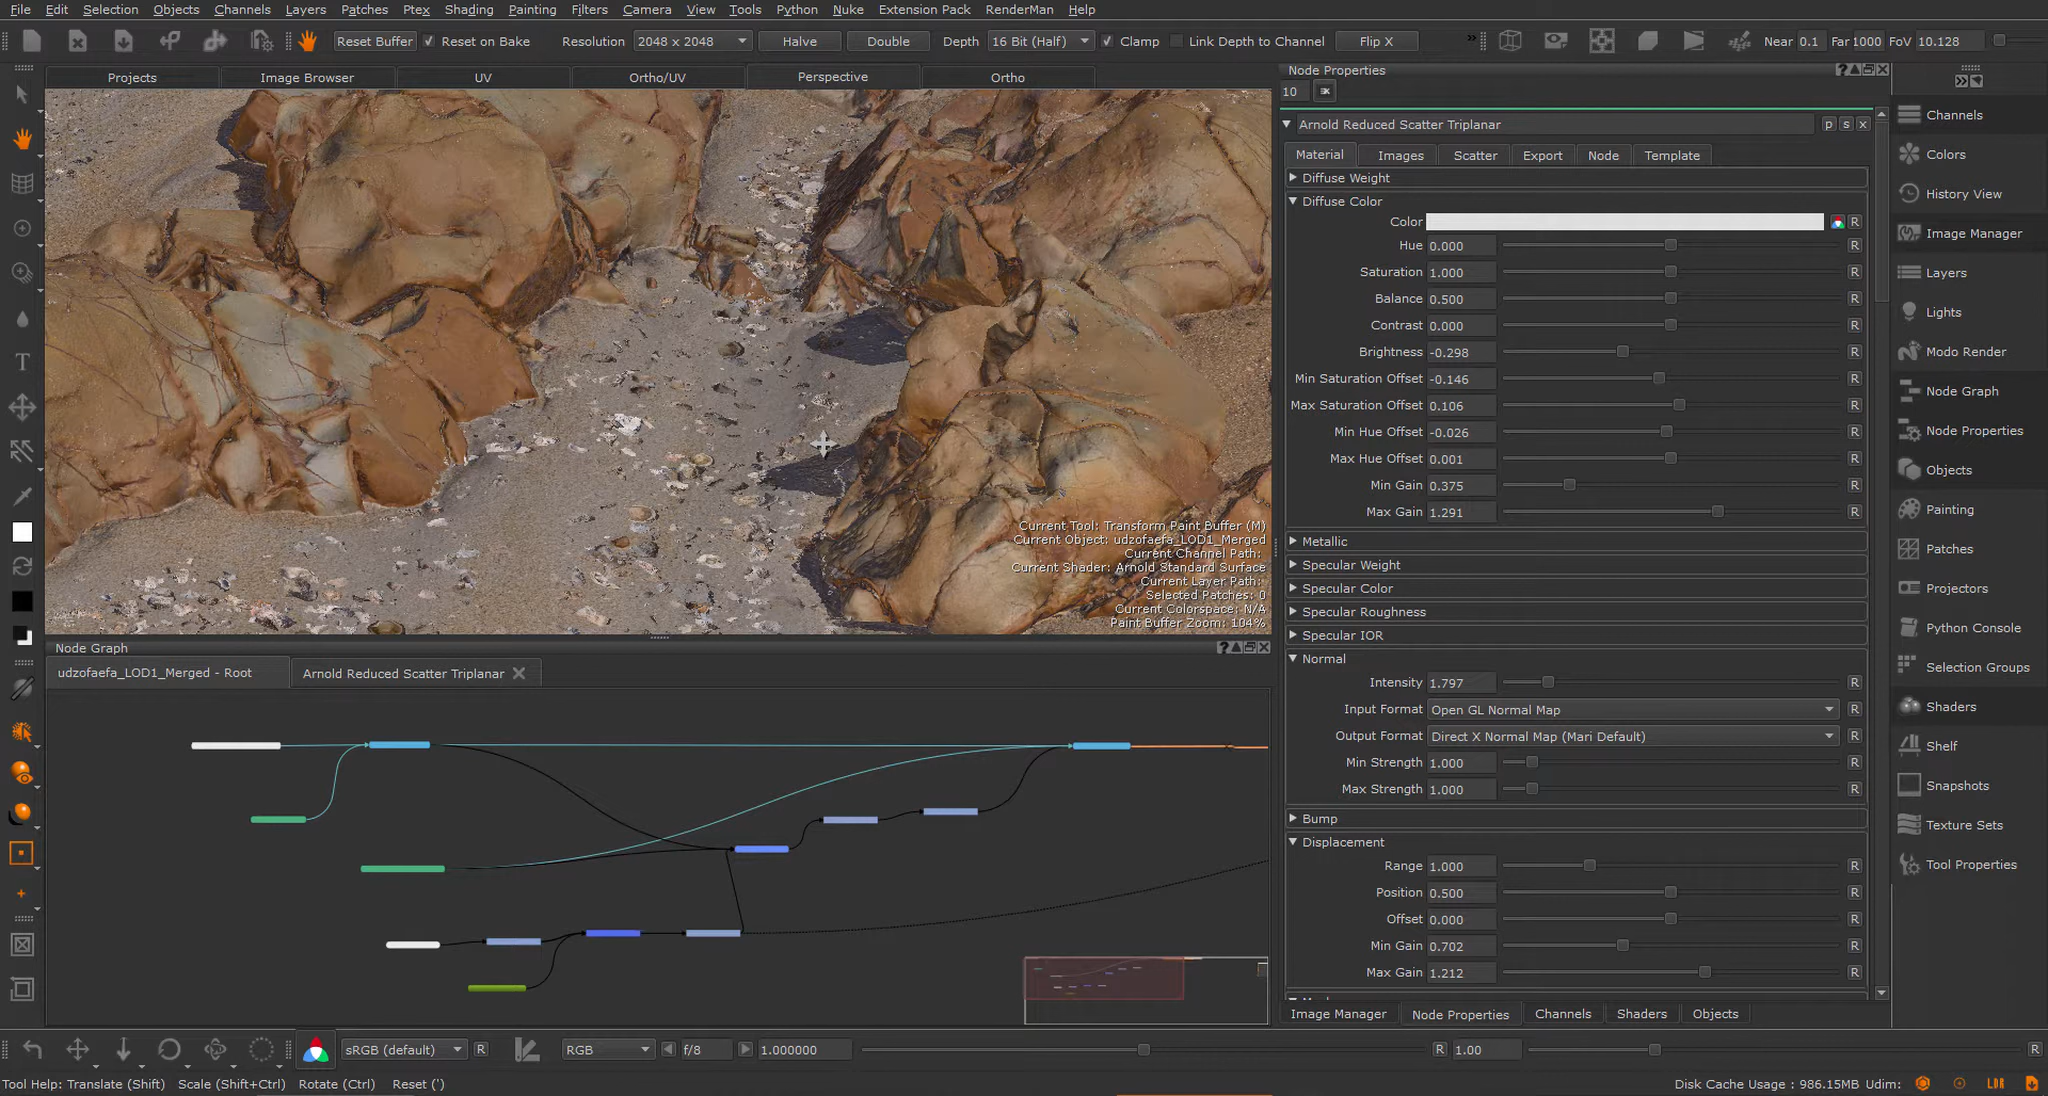 File Edit Selection Objects Channels Layers Patches Ptex Shading Painting Filters Camera View Tools Python Nuke Extension Pack RenderMan Help
Reset Buffer Reset on Bake Resolution 2048 x 2048 Halve Double Depth 16 Bit (Half) Clamp Link Depth to Channel Flip X » Near 0.1 Far 1000 FoV 10.128
Projects Image Browser UV Ortho/UV Perspective Ortho
Current Tool: Transform Paint Buffer (M)
Current Object: udzofaefa_LOD1_Merged
Current Channel Path:
Current Shader: Arnold Standard Surface
Current Layer Path:
Selected Patches: 0
Current Colorspace: N/A
Paint Buffer Zoom: 104%
Node Graph
udzofaefa_LOD1_Merged - Root Arnold Reduced Scatter Triplanar
Node Properties
10
Arnold Reduced Scatter Triplanar p s x
Material Images Scatter Export Node Template
Diffuse Weight
Diffuse Color
Color R
Hue 0.000 R
Saturation 1.000 R
Balance 0.500 R
Contrast 0.000 R
Brightness -0.298 R
Min Saturation Offset -0.146 R
Max Saturation Offset 0.106 R
Min Hue Offset -0.026 R
Max Hue Offset 0.001 R
Min Gain 0.375 R
Max Gain 1.291 R
Metallic
Specular Weight
Specular Color
Specular Roughness
Specular IOR
Normal
Intensity 1.797 R
Input Format Open GL Normal Map R
Output Format Direct X Normal Map (Mari Default) R
Min Strength 1.000 R
Max Strength 1.000 R
Bump
Displacement
Range 1.000 R
Position 0.500 R
Offset 0.000 R
Min Gain 0.702 R
Max Gain 1.212 R
Image Manager Node Properties Channels Shaders Objects
Channels
Colors
History View
Image Manager
Layers
Lights
Modo Render
Node Graph
Node Properties
Objects
Painting
Patches
Projectors
Python Console
Selection Groups
Shaders
Shelf
Snapshots
Texture Sets
Tool Properties
sRGB (default) R RGB f/8 1.000000 R 1.00 R
Tool Help: Translate (Shift) Scale (Shift+Ctrl) Rotate (Ctrl) Reset (') Disk Cache Usage : 986.15MB Udim: LDR